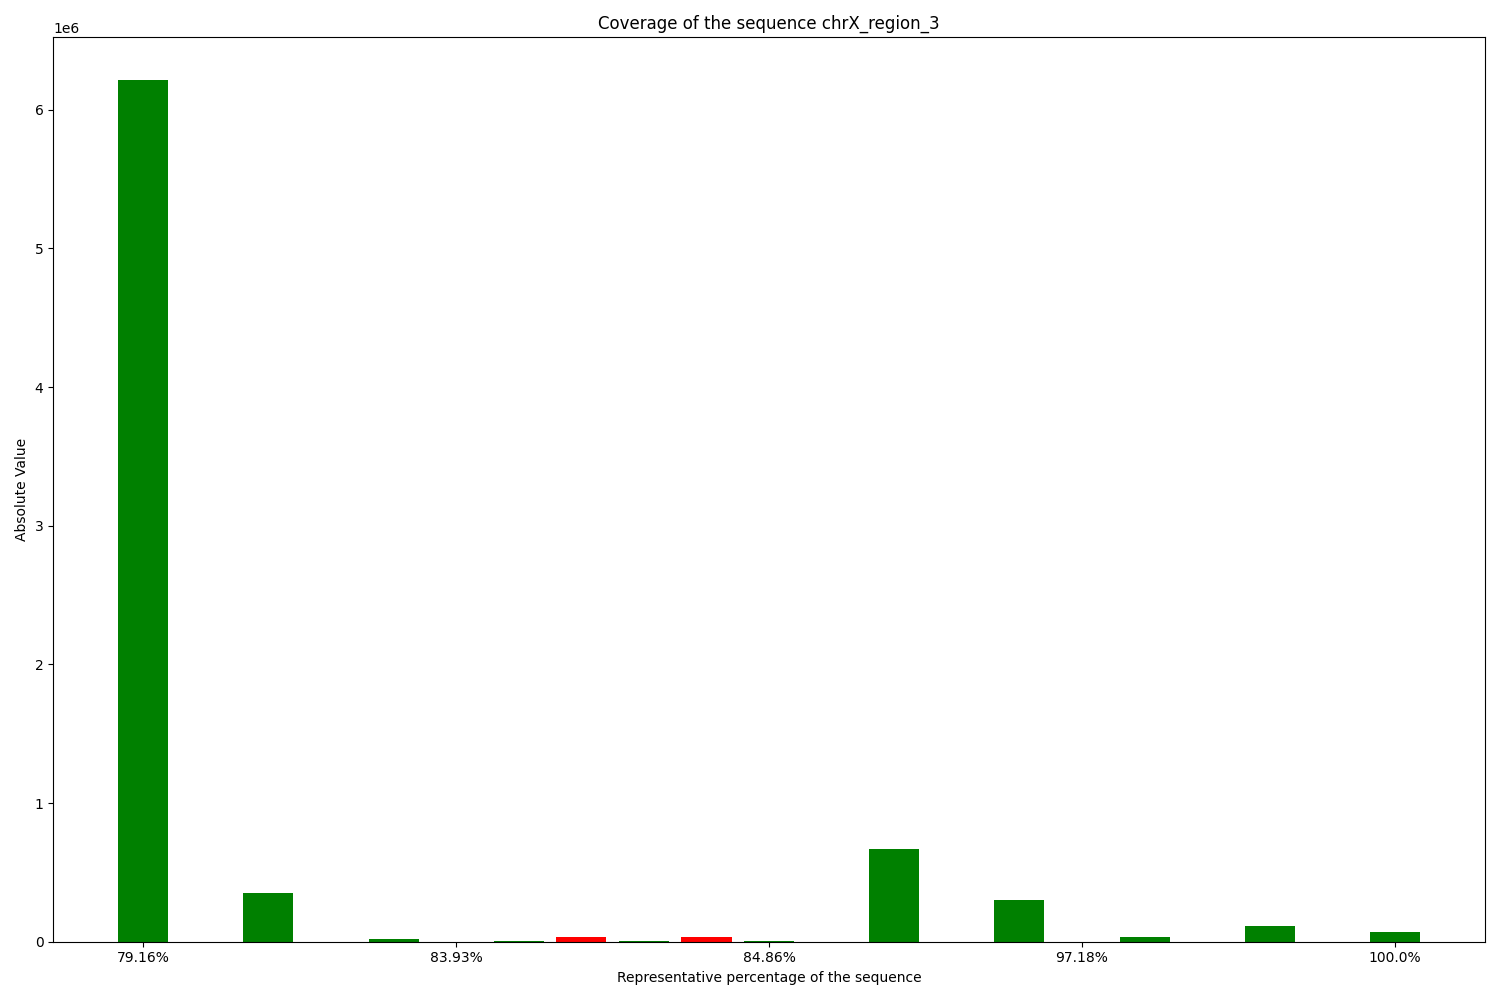 Coverage of the sequence chrX_region_3
1e6
6
5
4
3
2
1
0
Absolute Value
79.16% 83.93% 84.86% 97.18% 100.0%
Representative percentage of the sequence